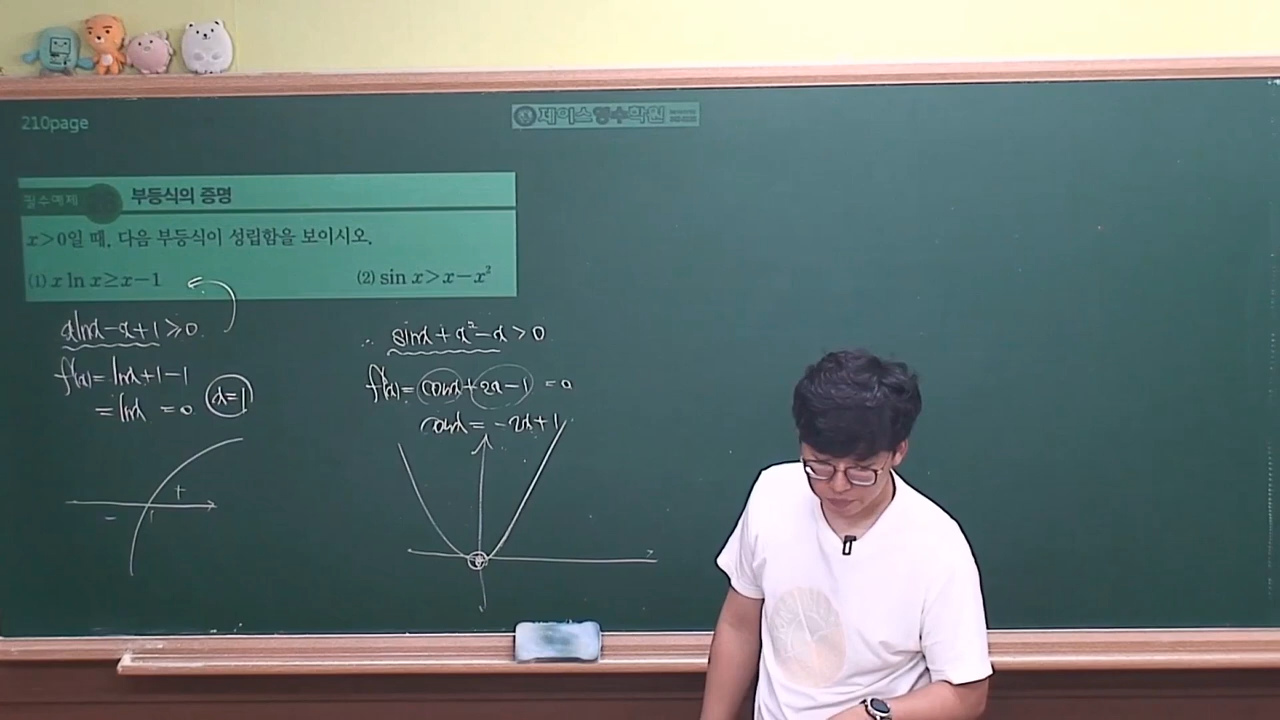 210page
제이스영수학원
필수예제
부등식의 증명
x>0일 때, 다음 부등식이 성립함을 보이시오.
(1) x ln x≥x−1
(2) sin x>x−x²
xlnx−x+1≥0
f'(x)=lnx+1−1
=lnx =0 x=1
+
−
1
sinx+x²−x>0
f'(x)=cosx+2x−1 =0
cosx=−2x+1